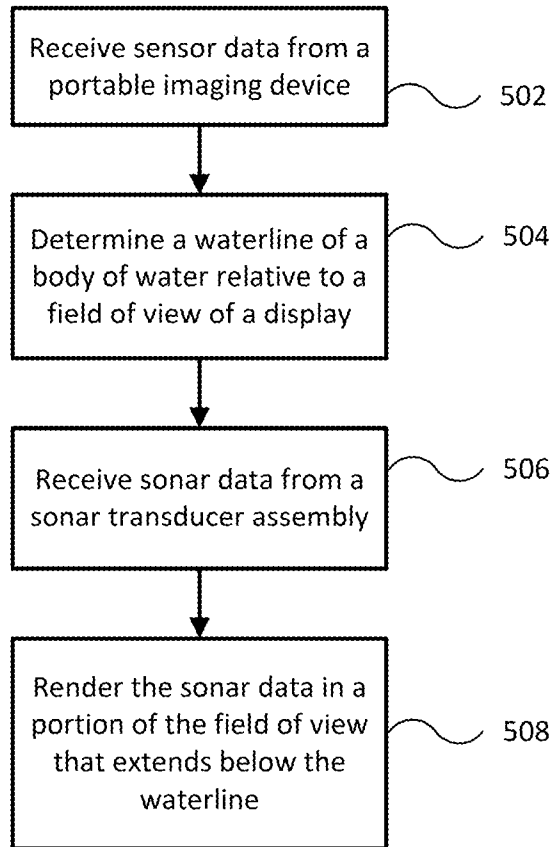 Receive sensor data from a
portable imaging device
502
Determine a waterline of a
body of water relative to a
field of view of a display
504
Receive sonar data from a
sonar transducer assembly
506
Render the sonar data in a
portion of the field of view
that extends below the
waterline
508